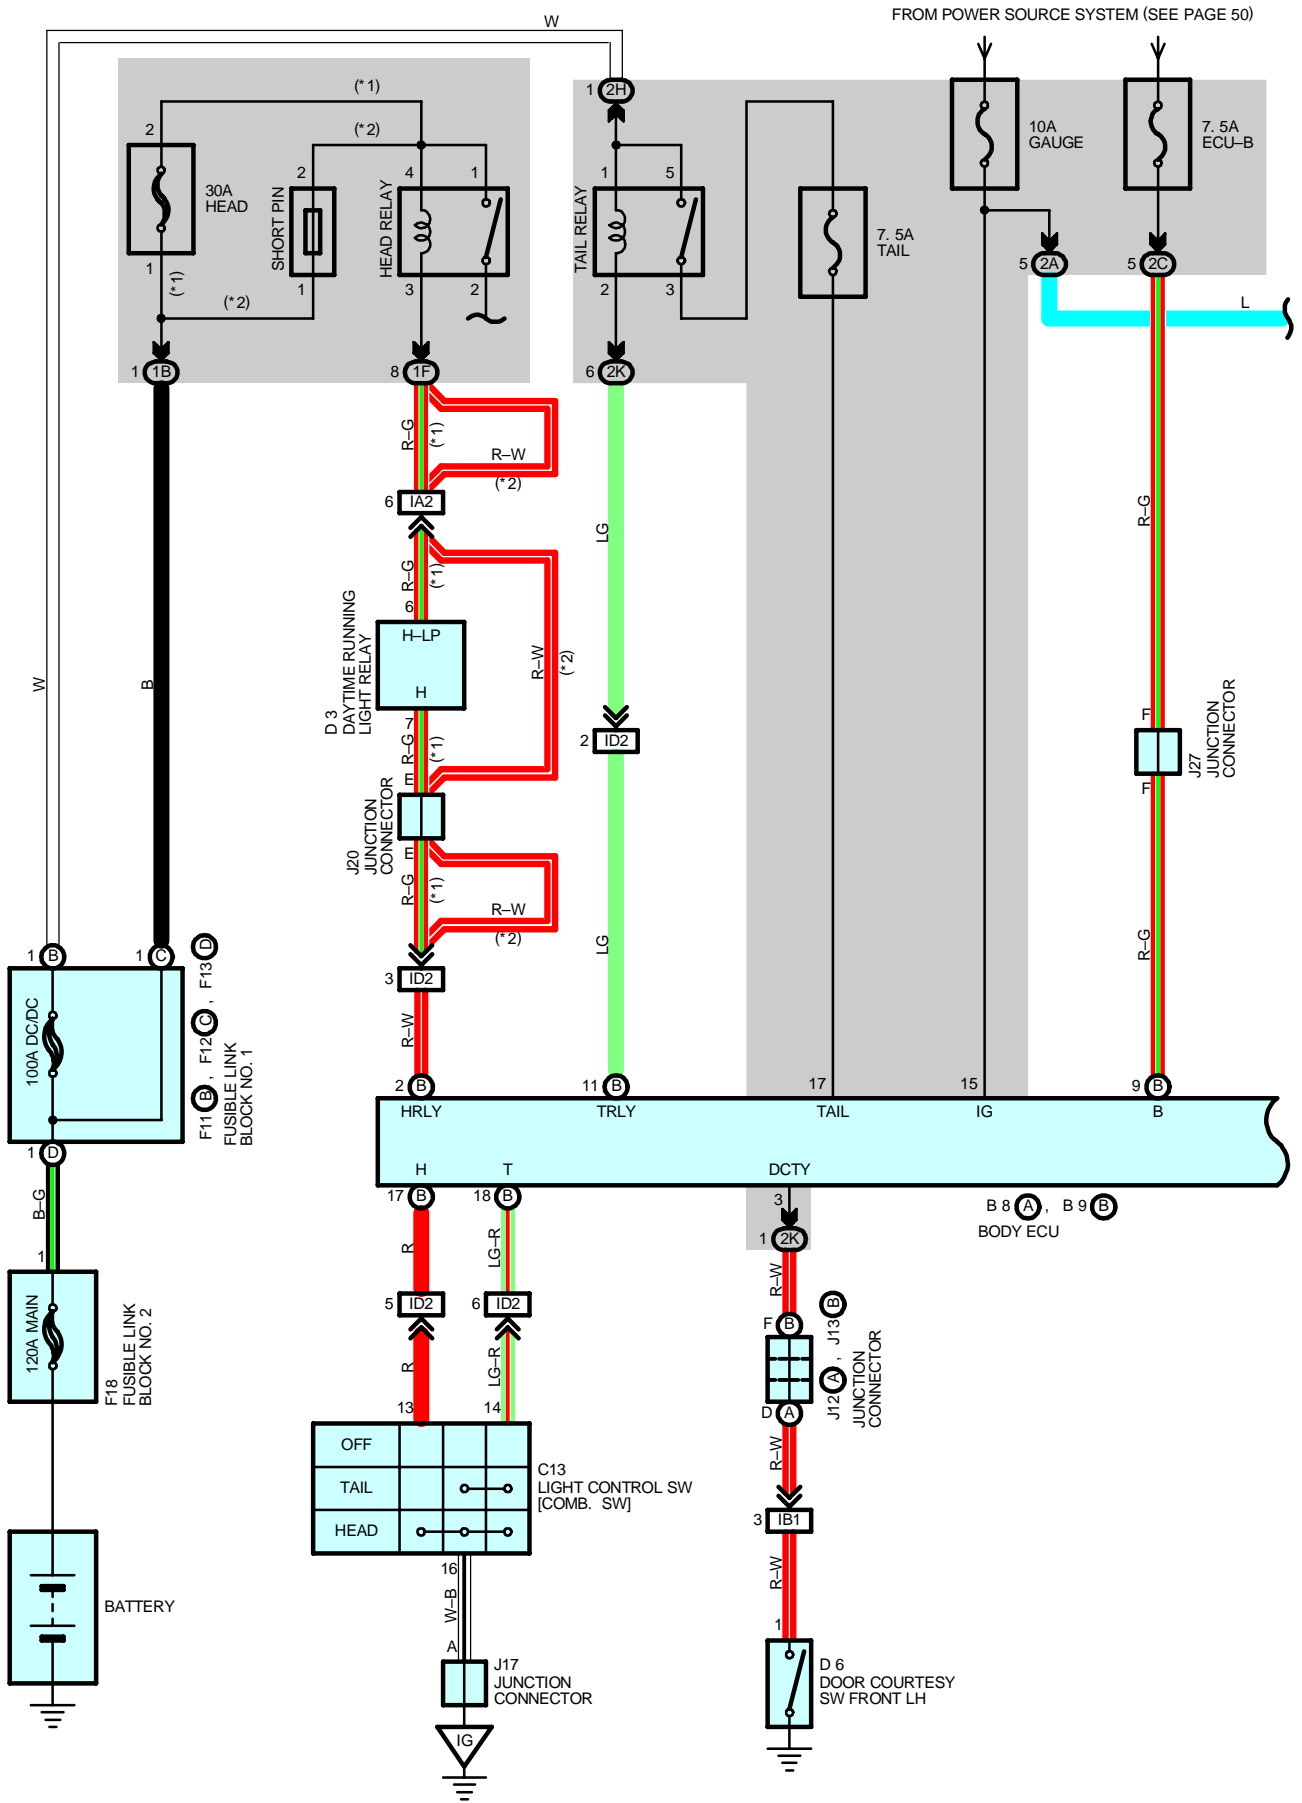 FROM POWER SOURCE SYSTEM (SEE PAGE 50)
W
(*1)
(*2)
2
30A
HEAD
1
(*1)
(*2)
SHORT PIN
2
1
HEAD RELAY
4
1
3
2
1 2H
TAIL RELAY
1
5
2
3
7. 5A
TAIL
10A
GAUGE
7. 5A
ECU–B
5 2A
5 2C
L
1 1B
8 1F
6 2K
R–G
(*1)
R–W
(*2)
6 IA2
R–G
(*1)
6
H–LP
H
D 3
DAYTIME RUNNING
LIGHT RELAY
7
R–G
(*1)
R–W
(*2)
E
J20
JUNCTION
CONNECTOR
E
R–G
(*1)
R–W
(*2)
3 ID2
R–W
LG
2 ID2
LG
R–G
F
J27
JUNCTION
CONNECTOR
F
R–G
W
B
1 B
1 C
100A DC/DC
F11 B , F12 C , F13 D
FUSIBLE LINK
BLOCK NO. 1
1 D
B–G
1
120A MAIN
F18
FUSIBLE LINK
BLOCK NO. 2
BATTERY
2 B
11 B
17
15
9 B
HRLY
TRLY
TAIL
IG
B
H
T
DCTY
B 8 A , B 9 B
BODY ECU
17 B
18 B
3
1 2K
R
LG–R
5 ID2
6 ID2
R
LG–R
13
14
OFF
TAIL
HEAD
C13
LIGHT CONTROL SW
[COMB. SW]
16
W–B
A
J17
JUNCTION
CONNECTOR
IG
R–W
F B
J12 A , J13 B
JUNCTION
CONNECTOR
D A
R–W
3 IB1
R–W
1
D 6
DOOR COURTESY
SW FRONT LH